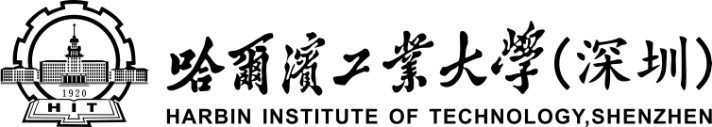 1920
HIT
哈爾濱工業大學(深圳)
HARBIN INSTITUTE OF TECHNOLOGY,SHENZHEN